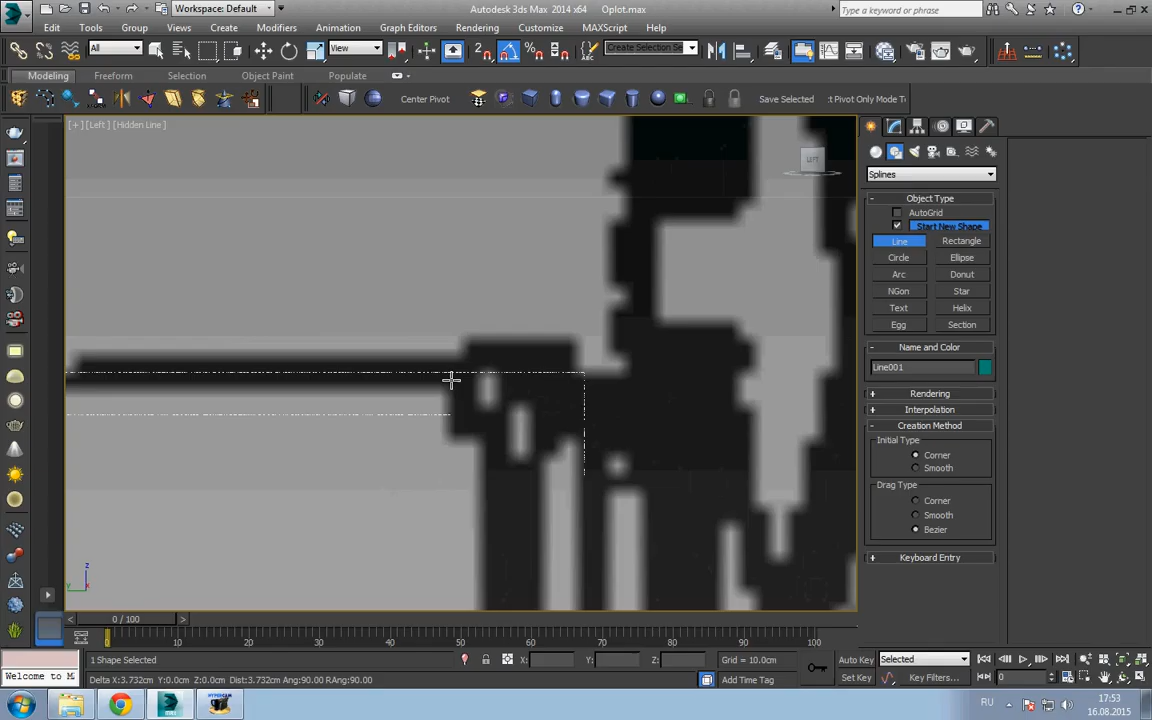 Workspace: Default
Autodesk 3ds Max 2014 x64
Oplot.max
Type a keyword or phrase
Edit
Tools
Group
Views
Create
Modifiers
Animation
Graph Editors
Rendering
Customize
MAXScript
Help
All
View
Create Selection Se
Modeling
Freeform
Selection
Object Paint
Populate
Center Pivot
Save Selected
:t Pivot Only Mode T
[+] [Left] [Hidden Line]
LEFT
Splines
Object Type
AutoGrid
Start New Shape
Line
Rectangle
Circle
Ellipse
Arc
Donut
NGon
Star
Text
Helix
Egg
Section
Name and Color
Line001
Rendering
Interpolation
Creation Method
Initial Type
Corner
Smooth
Drag Type
Corner
Smooth
Bezier
Keyboard Entry
z
y
x
0 / 100
0 10 20 30 40 50 60 70 80 90 100
1 Shape Selected
X:
Y:
Z:
Grid = 10.0cm
Auto Key
Selected
Welcome to M
Delta X:3.732cm Y:0.0cm Z:0.0cm Dist:3.732cm Ang:90.00 RAng:90.00
Add Time Tag
Set Key
Key Filters...
0
RU
17:53
16.08.2015